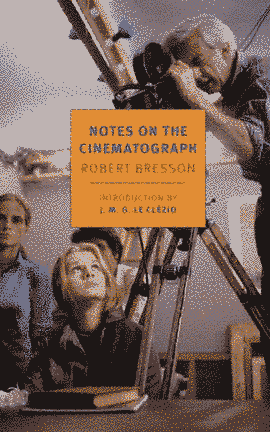 NOTES ON THE
CINEMATOGRAPH
ROBERT BRESSON
INTRODUCTION BY
J. M. G. LE CLÉZIO